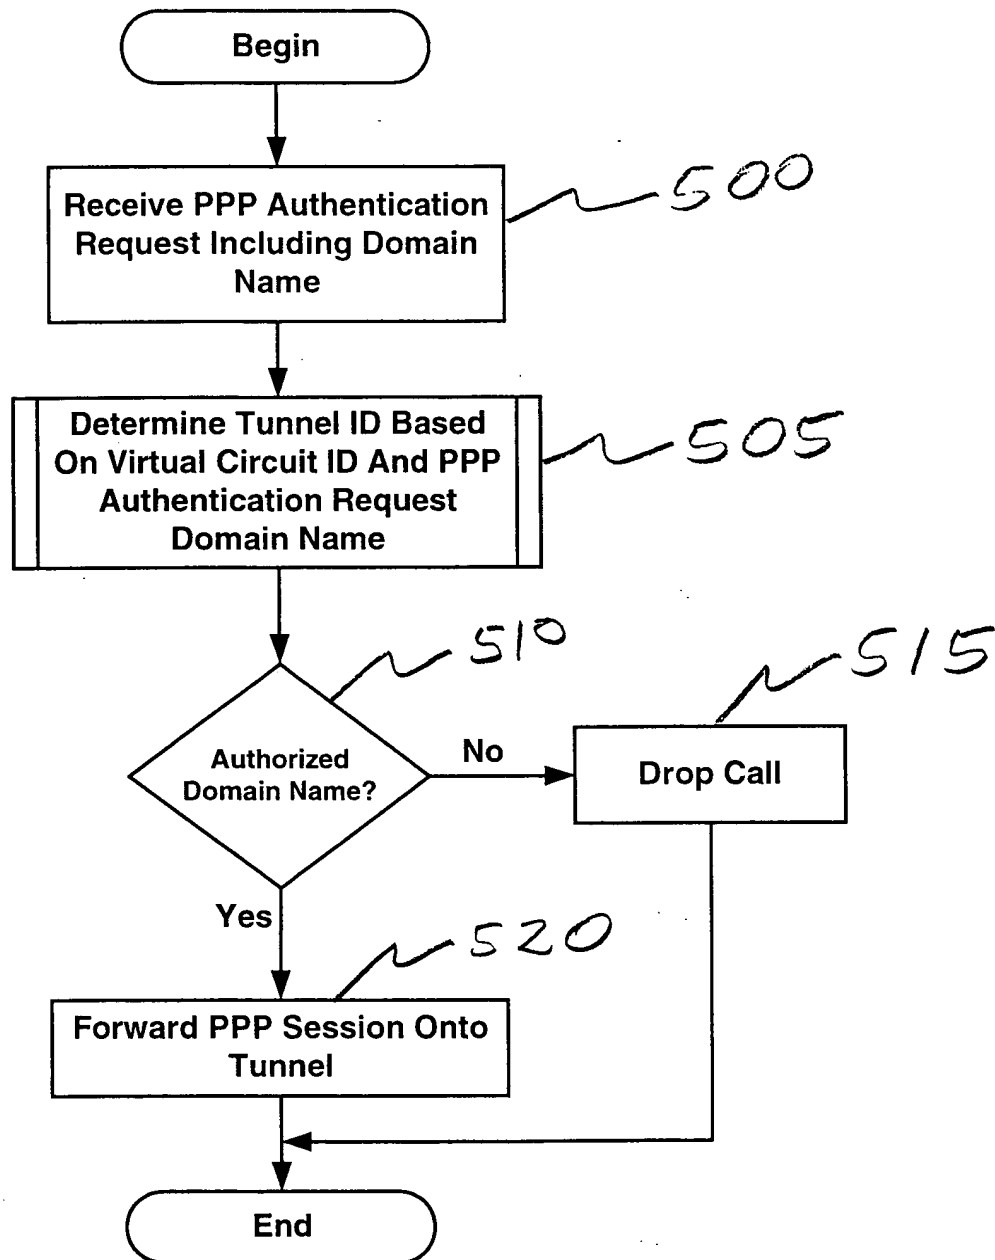 Begin
Receive PPP Authentication
Request Including Domain
Name
500
Determine Tunnel ID Based
On Virtual Circuit ID And PPP
Authentication Request
Domain Name
505
510
Authorized
Domain Name?
No
515
Drop Call
Yes
520
Forward PPP Session Onto
Tunnel
End